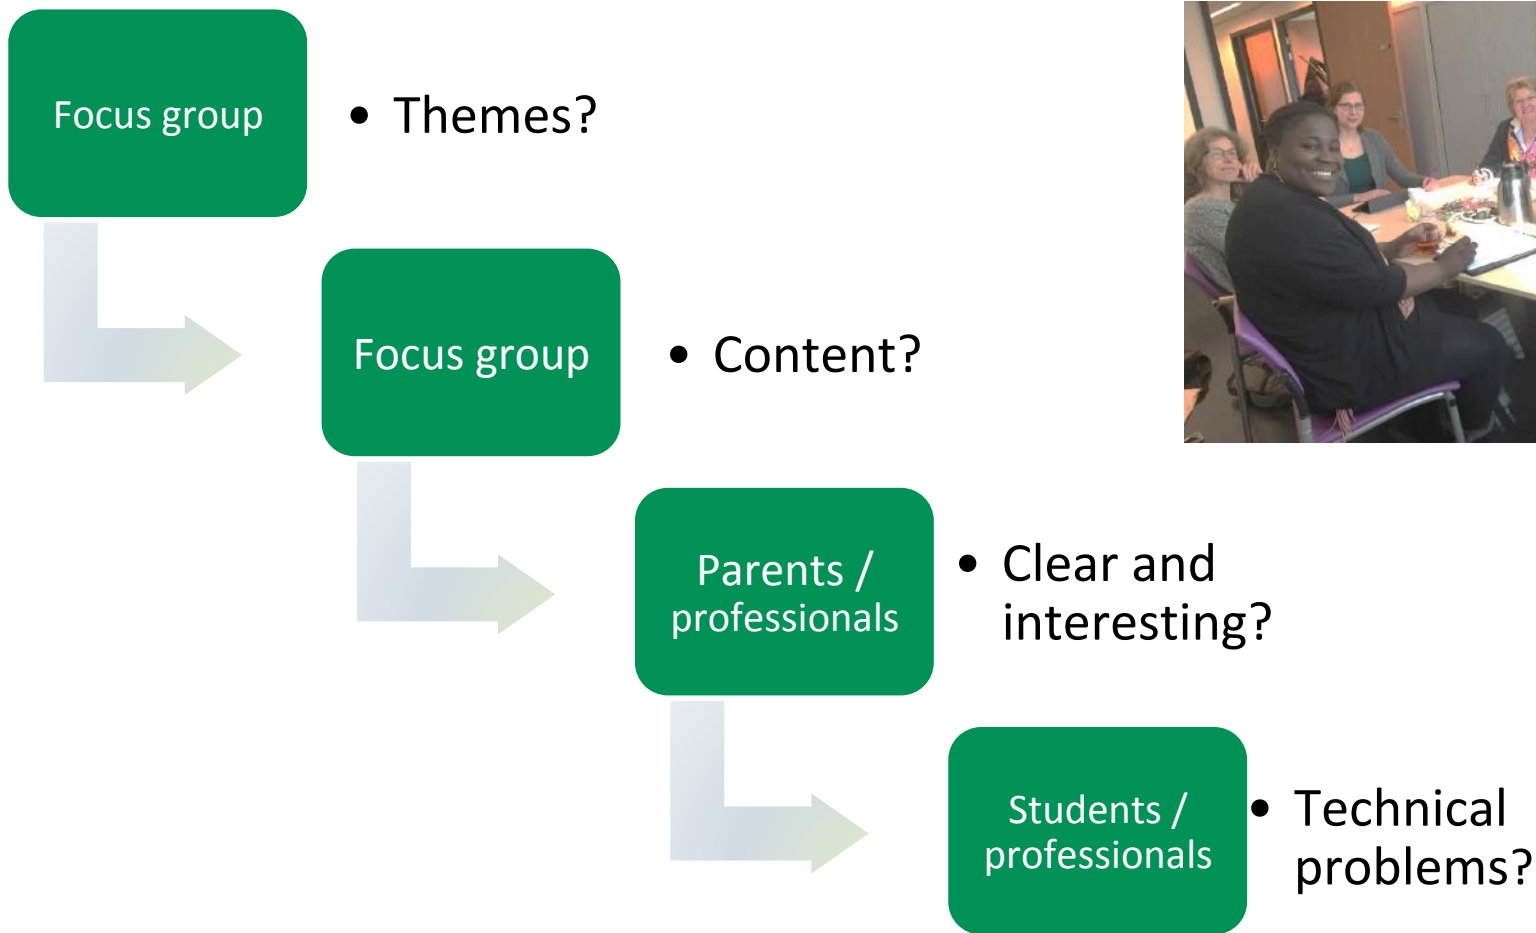 Focus group
• Themes?
Focus group
• Content?
Parents /
professionals
• Clear and
interesting?
Students /
professionals
• Technical
problems?